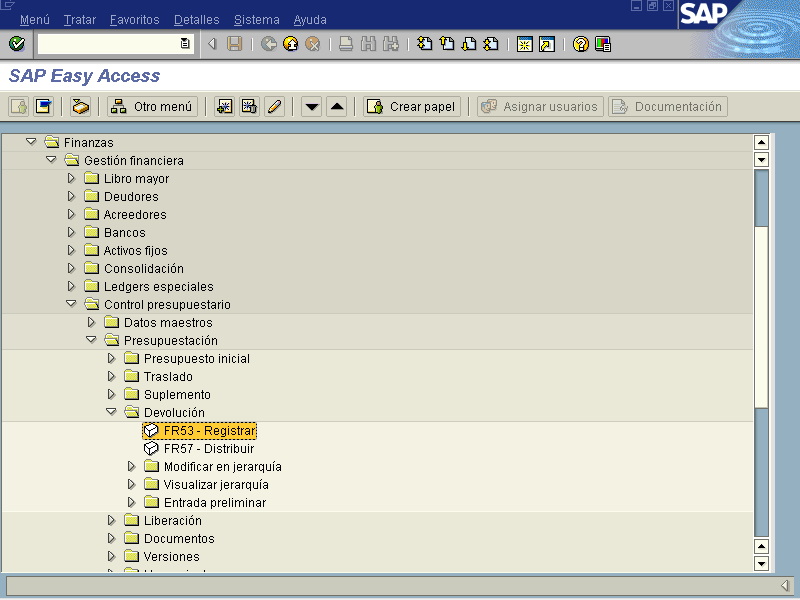 Menú Tratar Favoritos Detalles Sistema Ayuda
SAP
SAP Easy Access
Otro menú Crear papel Asignar usuarios Documentación
Finanzas
Gestión financiera
Libro mayor
Deudores
Acreedores
Bancos
Activos fijos
Consolidación
Ledgers especiales
Control presupuestario
Datos maestros
Presupuestación
Presupuesto inicial
Traslado
Suplemento
Devolución
FR53 - Registrar
FR57 - Distribuir
Modificar en jerarquía
Visualizar jerarquía
Entrada preliminar
Liberación
Documentos
Versiones